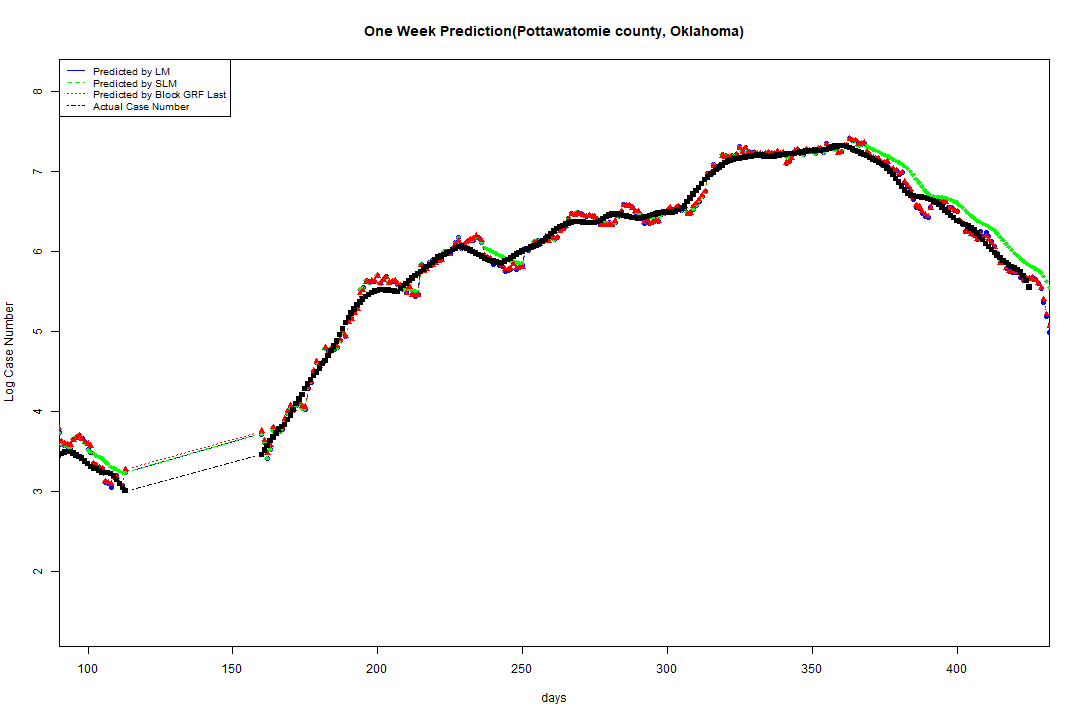 One Week Prediction(Pottawatomie county, Oklahoma)
Predicted by LM
Predicted by SLM
Predicted by Block GRF Last
Actual Case Number
8
7
6
5
4
3
2
Log Case Number
100 150 200 250 300 350 400
days